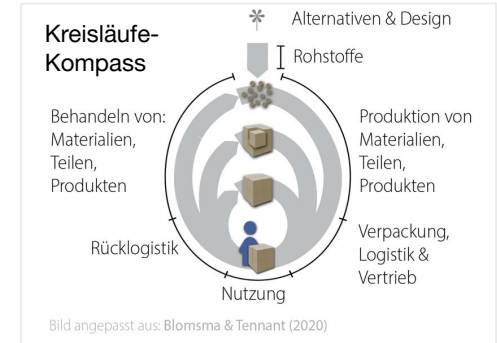 Kreisläufe-
Kompass
Alternativen & Design
Rohstoffe
Behandeln von:
Materialien,
Teilen,
Produkten
Produktion von
Materialien,
Teilen,
Produkten
Rücklogistik
Verpackung,
Logistik &
Vertrieb
Nutzung
Bild angepasst aus: Blomsma & Tennant (2020)